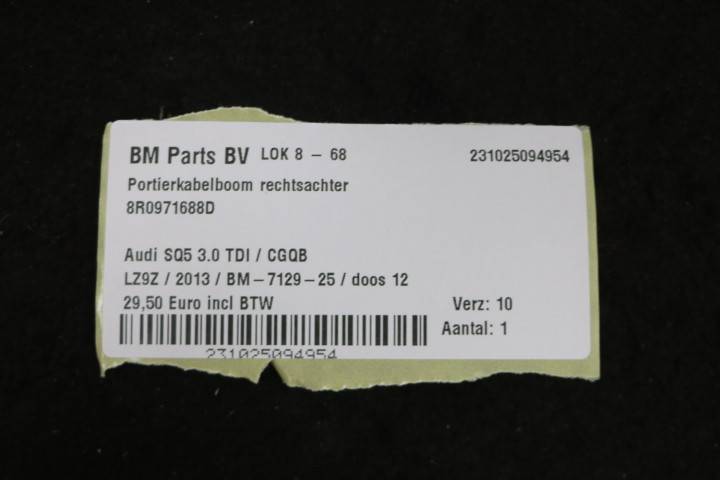 BM Parts BV LOK 8 - 68 231025094954
Portierkabelboom rechtsachter
8R0971688D
Audi SQ5 3.0 TDI / CGQB
LZ9Z / 2013 / BM-7129-25 / doos 12
29,50 Euro incl BTW Verz: 10
Aantal: 1
231025094954